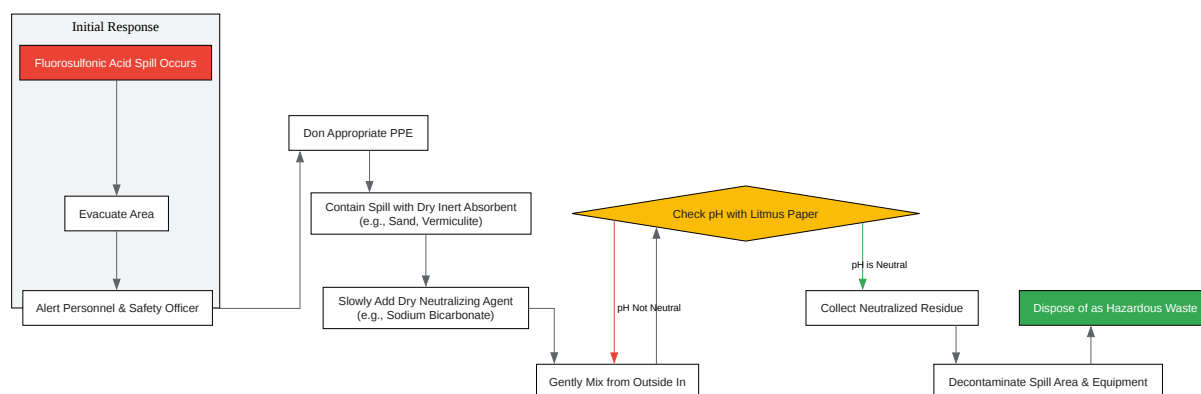 Initial Response
Fluorosulfonic Acid Spill Occurs
Evacuate Area
Alert Personnel & Safety Officer
Don Appropriate PPE
Contain Spill with Dry Inert Absorbent
(e.g., Sand, Vermiculite)
Slowly Add Dry Neutralizing Agent
(e.g., Sodium Bicarbonate)
Gently Mix from Outside In
Check pH with Litmus Paper
pH Not Neutral
pH is Neutral
Collect Neutralized Residue
Decontaminate Spill Area & Equipment
Dispose of as Hazardous Waste